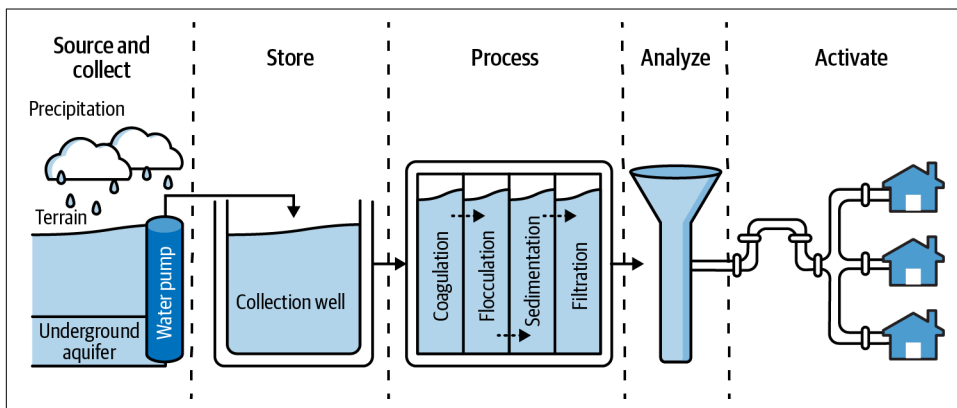 Source and
collect
Store
Process
Analyze
Activate
Precipitation
Terrain
Water pump
Underground
aquifer
Collection well
Coagulation
Flocculation
Sedimentation
Filtration